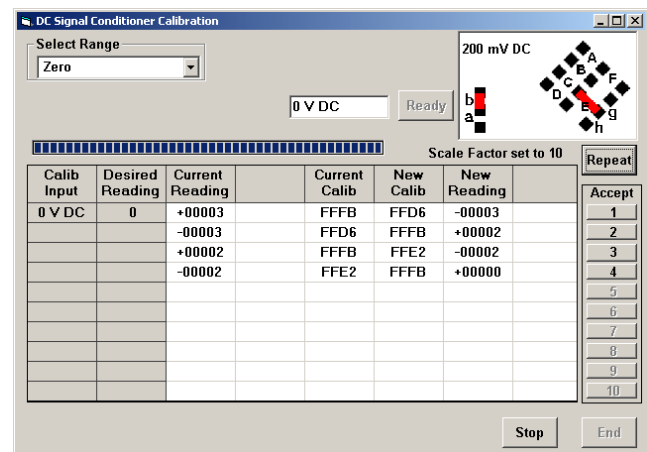 DC Signal Conditioner Calibration
Select Range
Zero
200 mV DC
A
B
C
D
E
F
g
h
b
a
0 V DC
Ready
Scale Factor set to 10
Repeat
Calib Input
Desired Reading
Current Reading
Current Calib
New Calib
New Reading
Accept
0 V DC 0 +00003 FFFB FFD6 -00003 1
-00003 FFD6 FFFB +00002 2
+00002 FFFB FFE2 -00002 3
-00002 FFE2 FFFB +00000 4
5
6
7
8
9
10
Stop
End